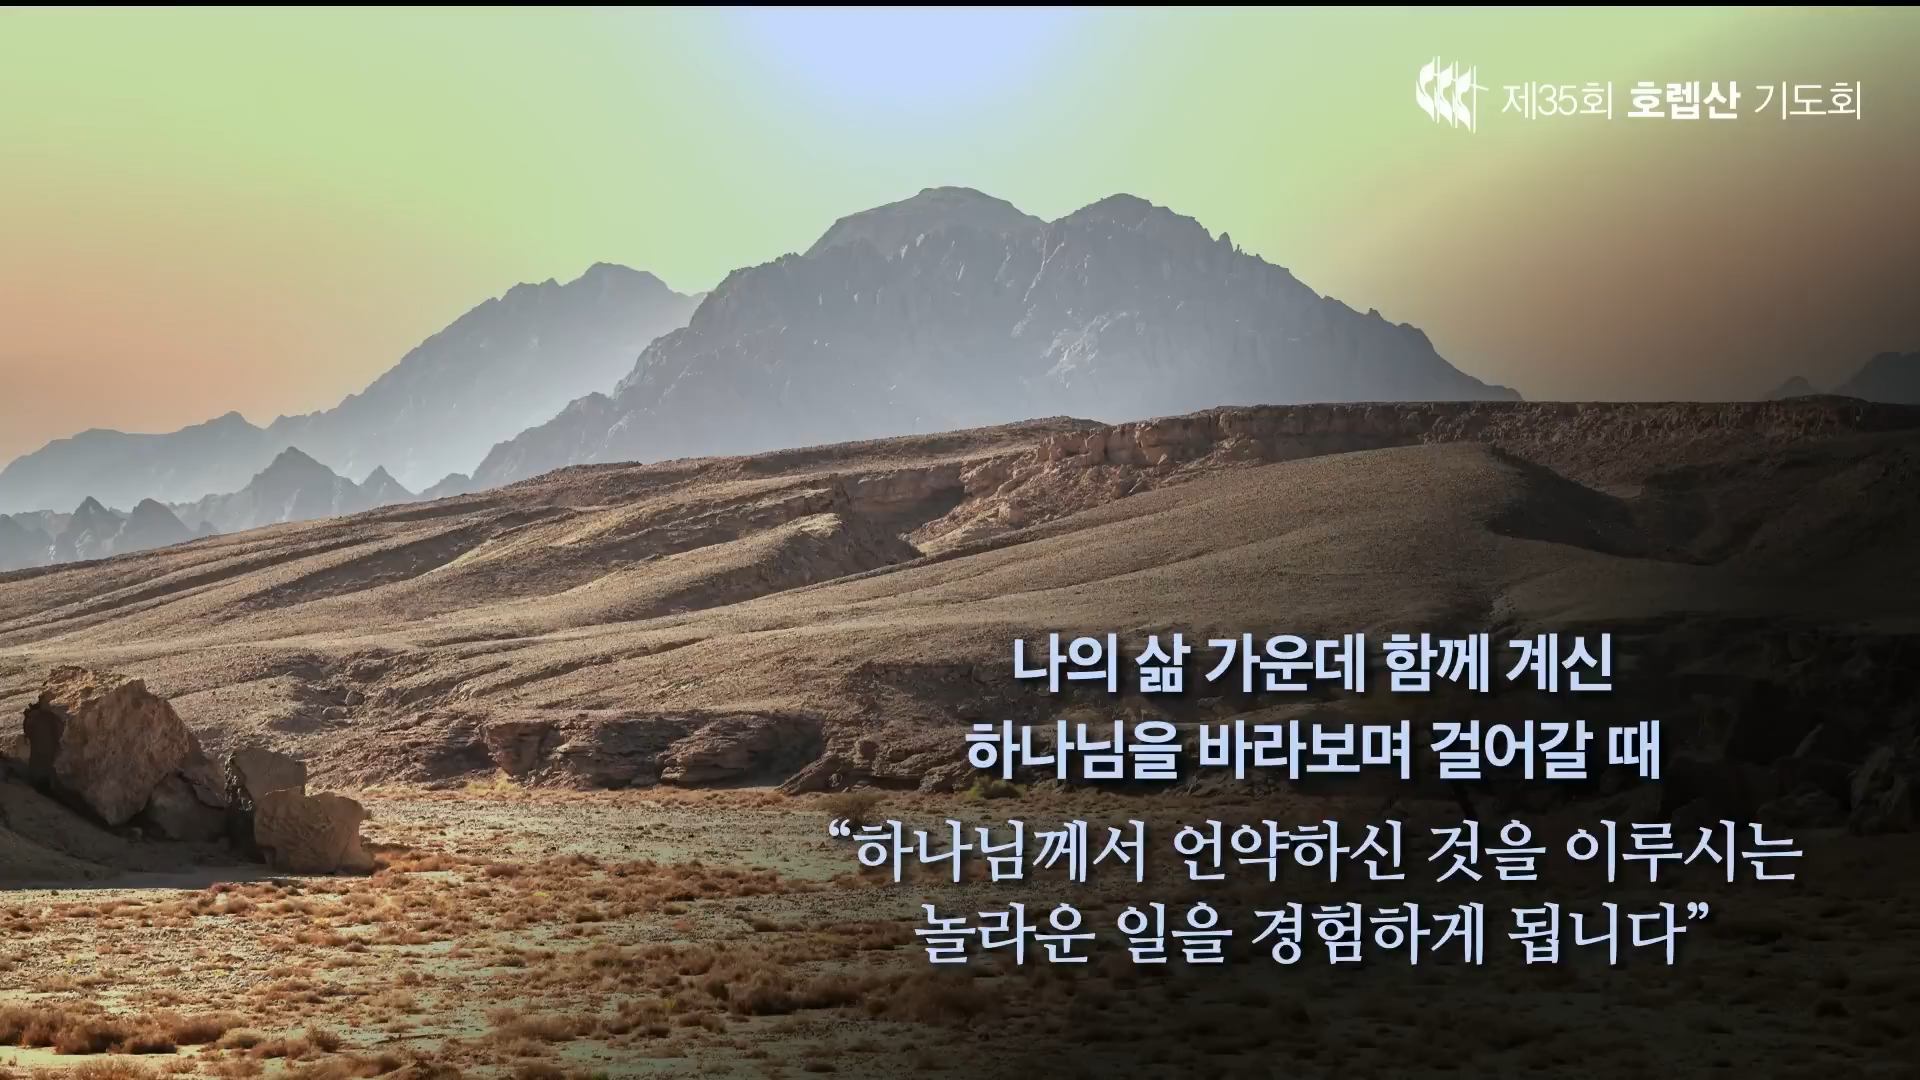 제35회 호렙산 기도회
나의 삶 가운데 함께 계신
하나님을 바라보며 걸어갈 때
“하나님께서 언약하신 것을 이루시는
놀라운 일을 경험하게 됩니다”